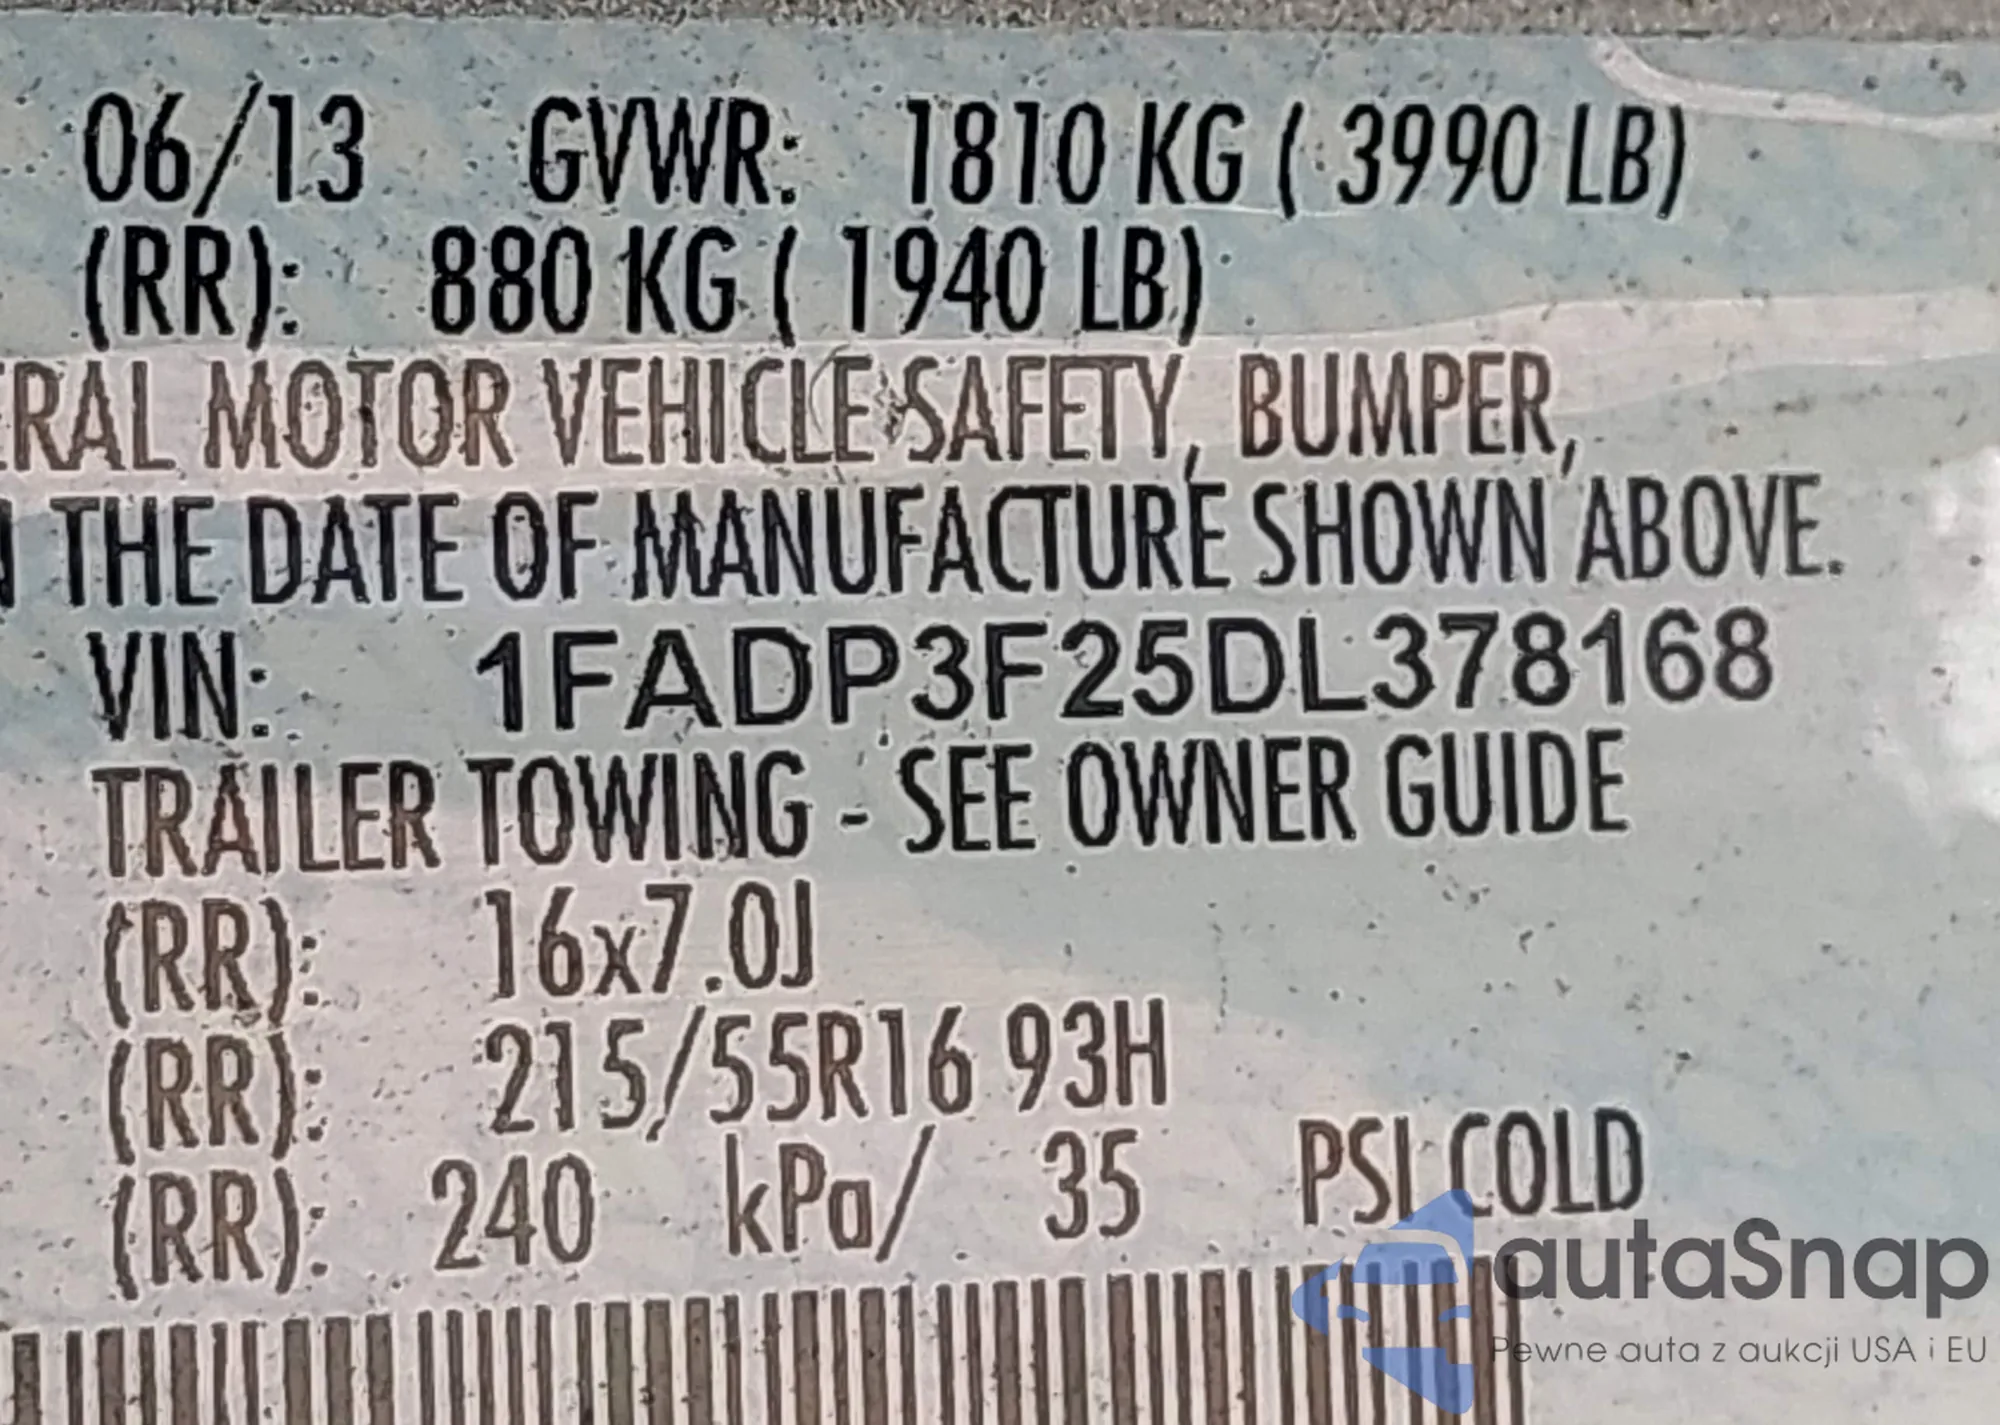 06/13 GVWR: 1810 KG ( 3990 LB)
(RR): 880 KG ( 1940 LB)
ERAL MOTOR VEHICLE SAFETY, BUMPER,
N THE DATE OF MANUFACTURE SHOWN ABOVE.
VIN: 1FADP3F25DL378168
TRAILER TOWING - SEE OWNER GUIDE
(RR): 16x7.0J
(RR): 215/55R16 93H
(RR): 240 kPa/ 35 PSI COLD
autaSnap
Pewne auta z aukcji USA i EU